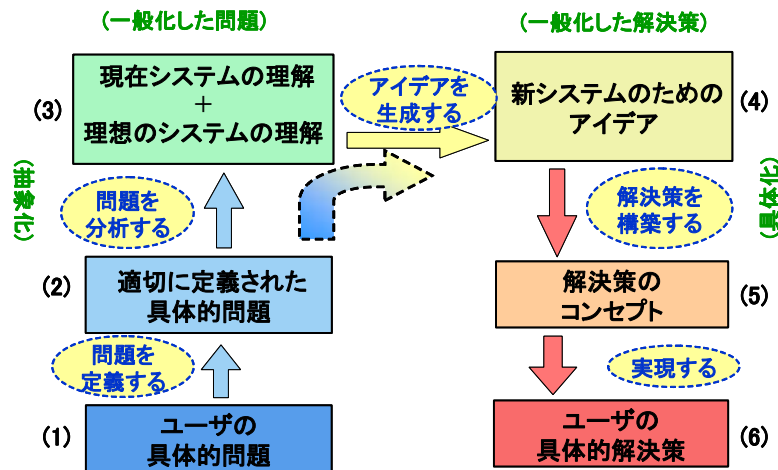 (一般化した問題)
(一般化した解決策)
(3)
現在システムの理解
+
理想のシステムの理解
アイデアを
生成する
新システムのための
アイデア
(4)
(抽象化)
問題を
分析する
解決策を
構築する
(具体化)
(2)
適切に定義された
具体的問題
解決策の
コンセプト
(5)
問題を
定義する
実現する
(1)
ユーザの
具体的問題
ユーザの
具体的解決策
(6)